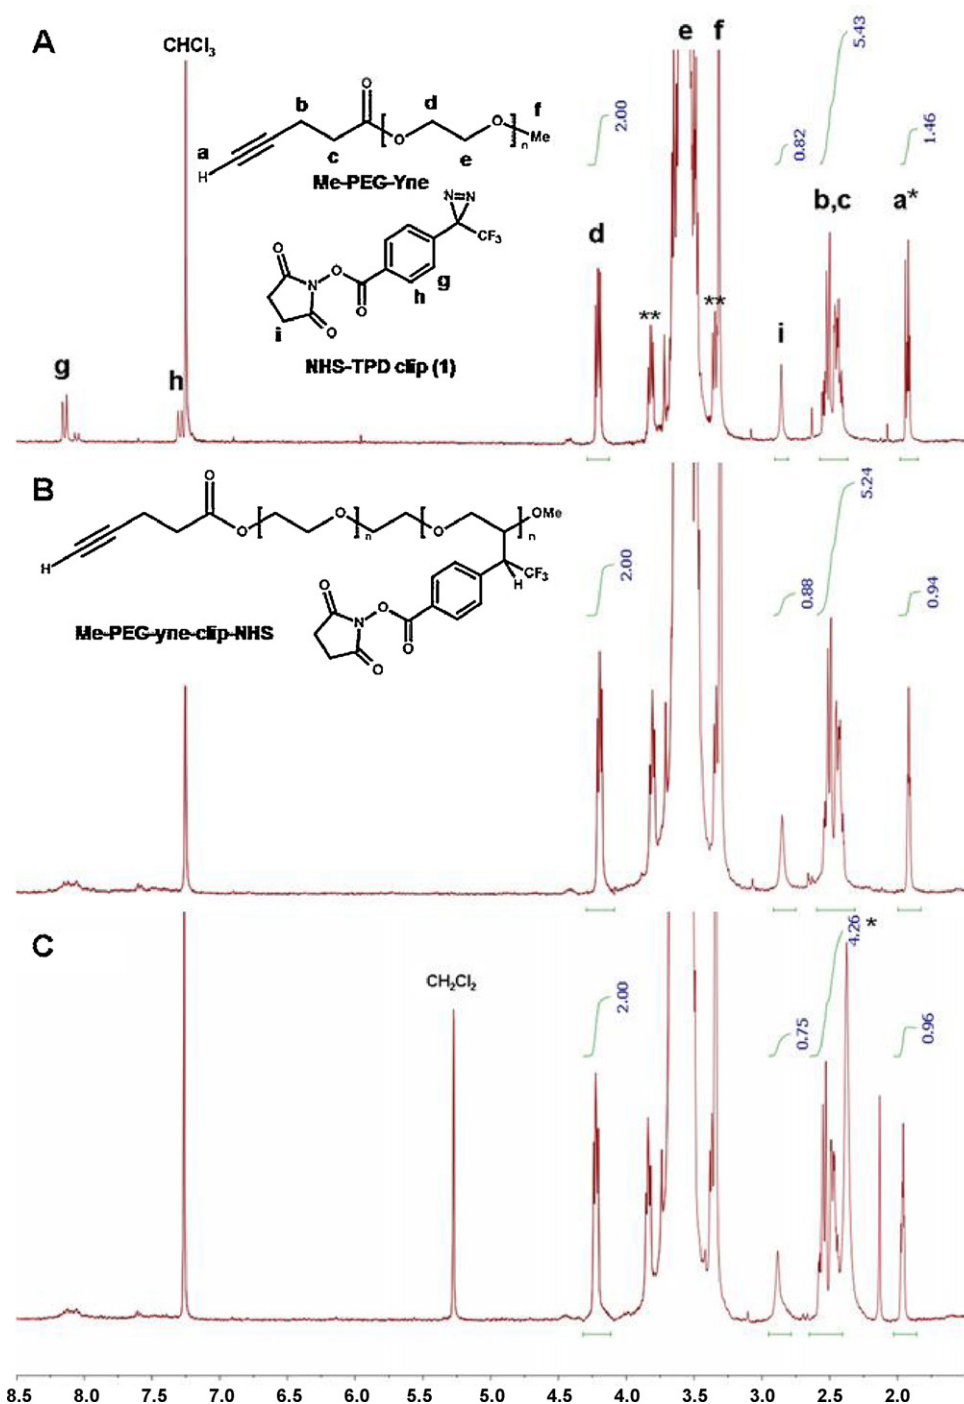 A
CHCl3
e
f
2.00
5.43
0.82
1.46
b
O
d
f
a
c
O
O
Me
n
e
H
Me-PEG-Yne
N=N
CF3
O
O
N
O
g
h
O
O
i
NHS-TPD clip (1)
g
h
d
**
**
i
b,c
a*
B
O
O
O
O
OMe
n
n
H
CF3
H
O
O
N
O
O
Me-PEG-yne-clip-NHS
2.00
0.88
5.24
0.94
C
CH2Cl2
2.00
0.75
4.26
*
0.96
8.5 8.0 7.5 7.0 6.5 6.0 5.5 5.0 4.5 4.0 3.5 3.0 2.5 2.0